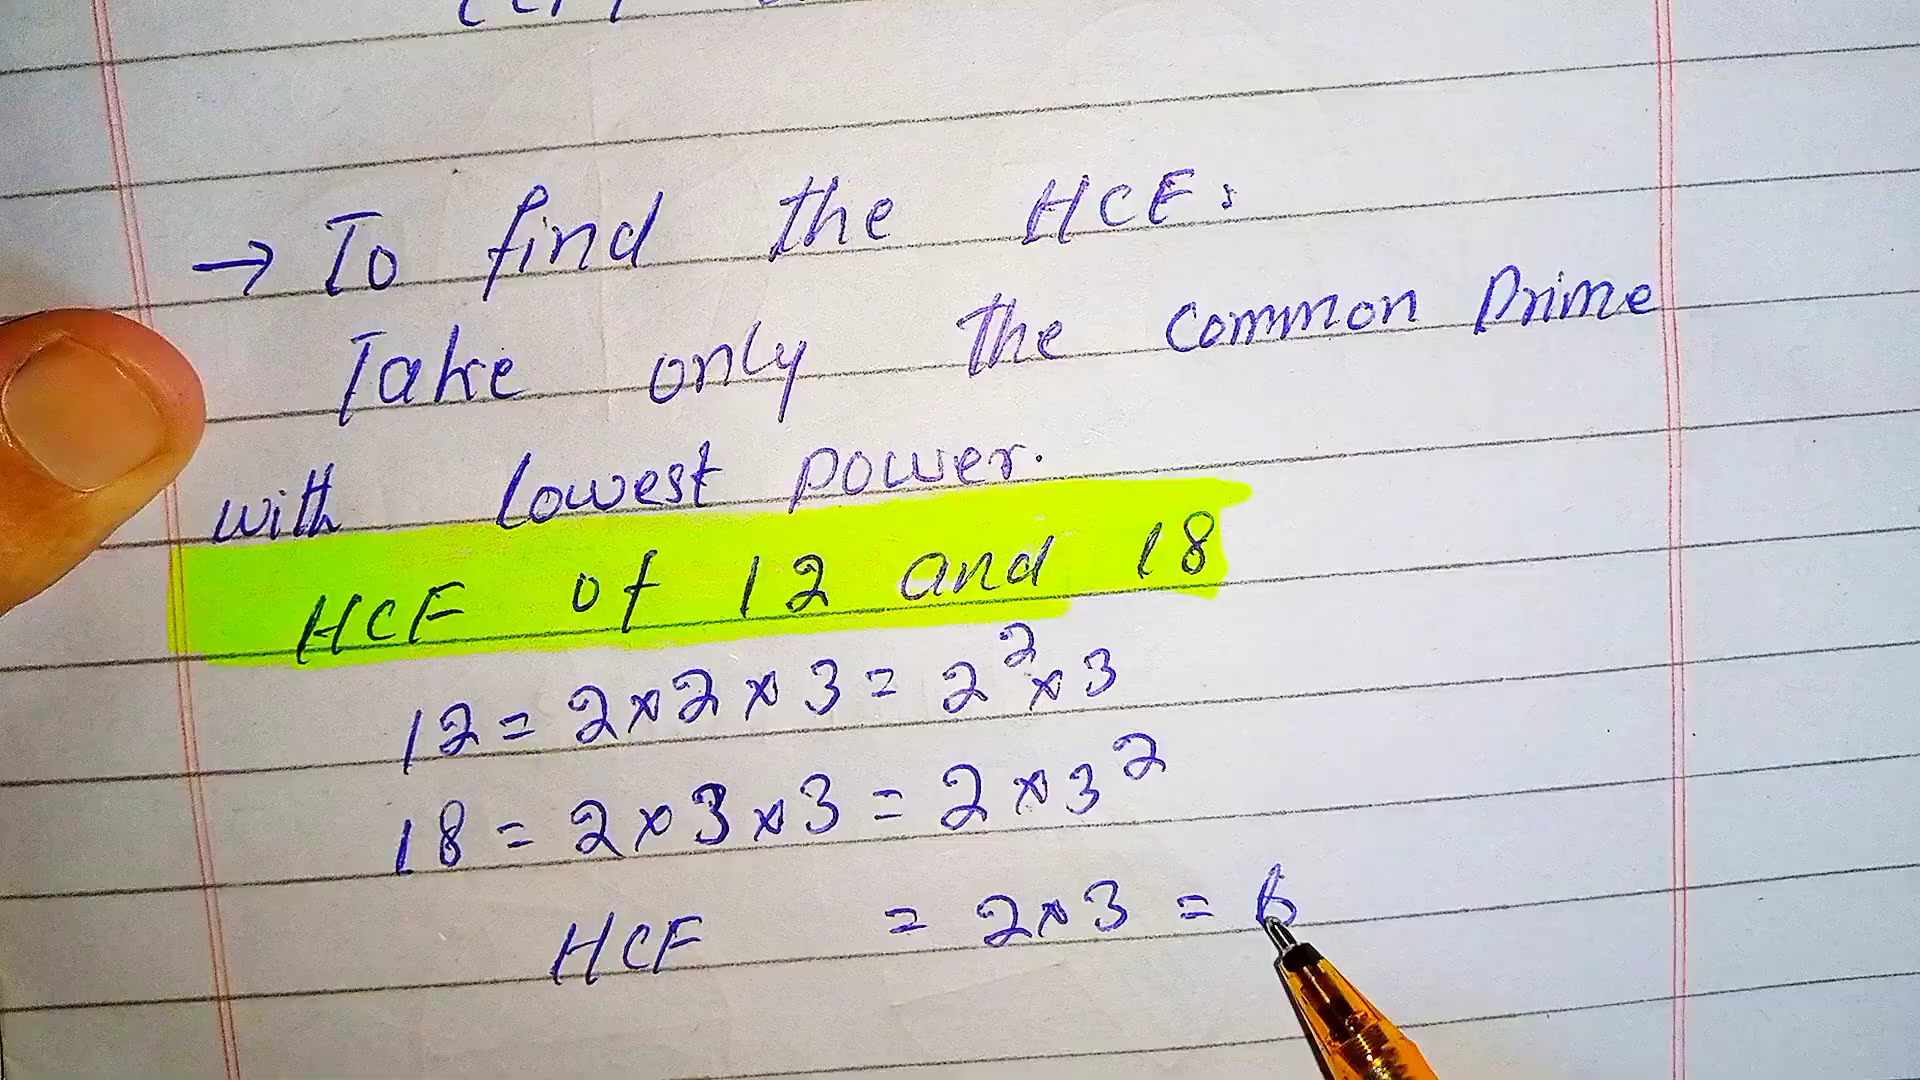 → To find the HCF:
Take only the common Prime
with lowest power.
HCF of 12 and 18
12 = 2 × 2 × 3 = 2² × 3
18 = 2 × 3 × 3 = 2 × 3²
HCF = 2 × 3 = 6